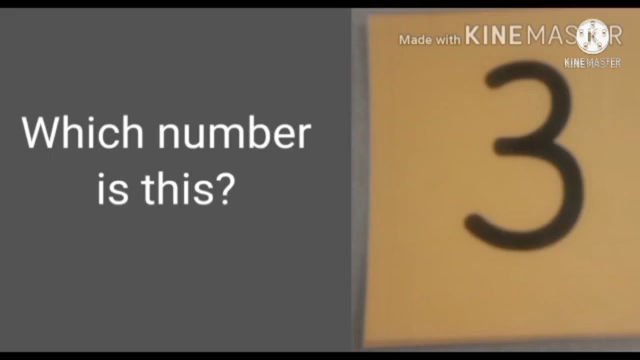 Which number
is this?
Made with KINEMASTER
KINEMASTER
3